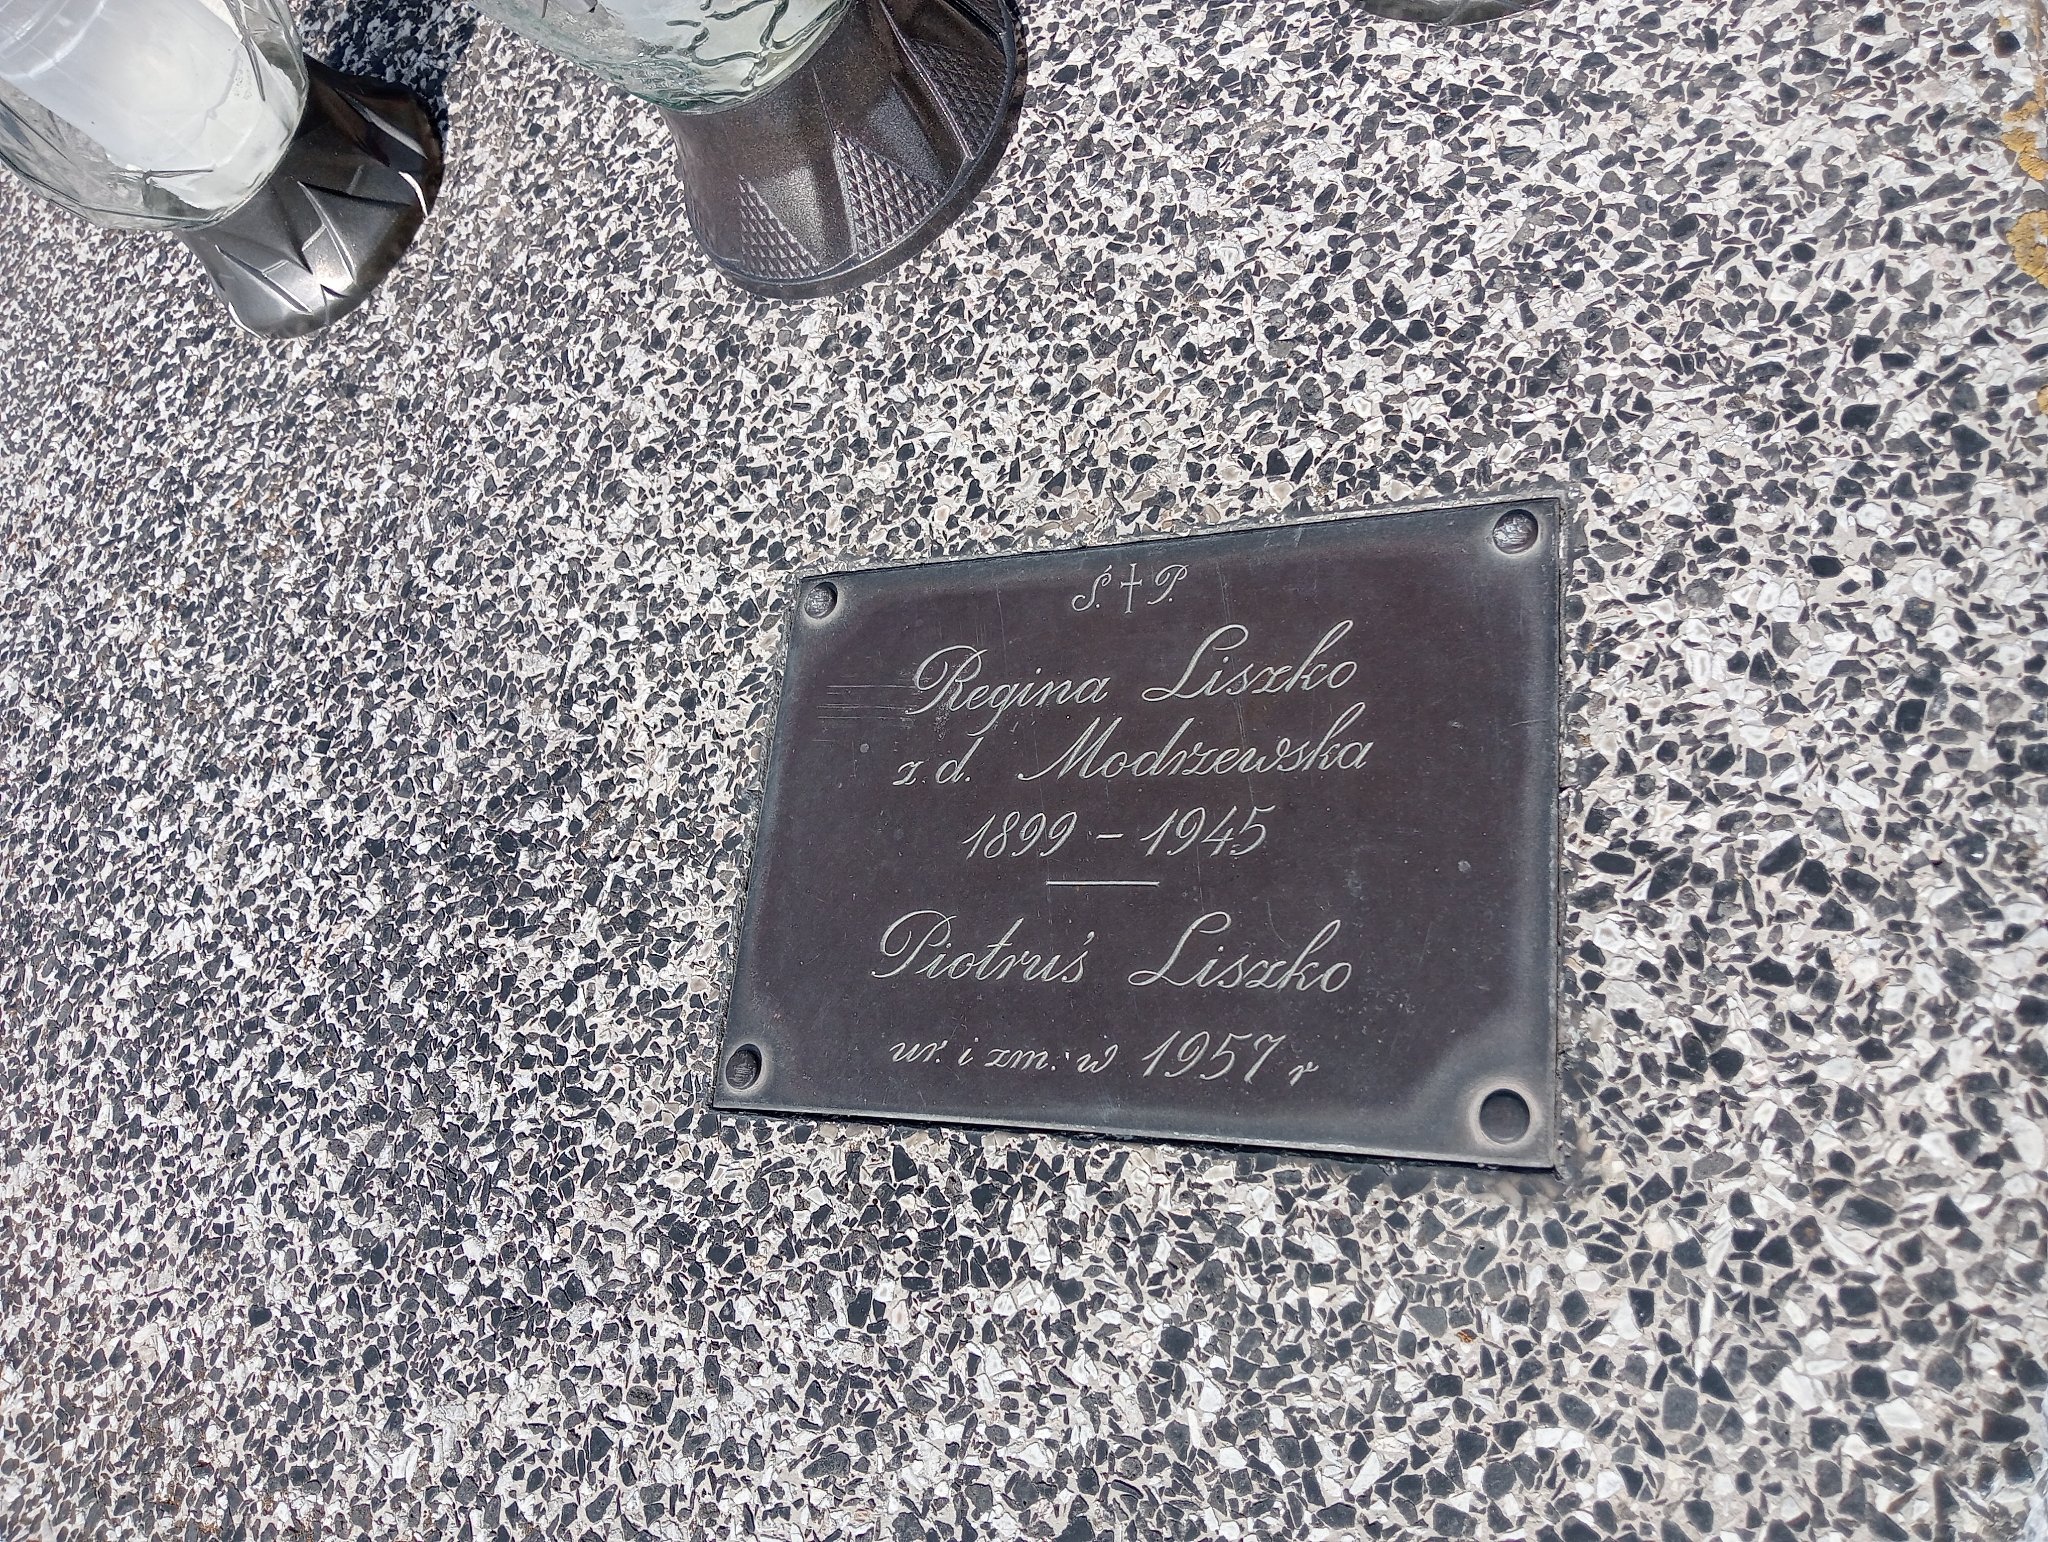 Ś.†P.
Regina Liszko
z.d. Modrzewska
1899 - 1945
Piotruś Liszko
ur. i zm. w 1957 r